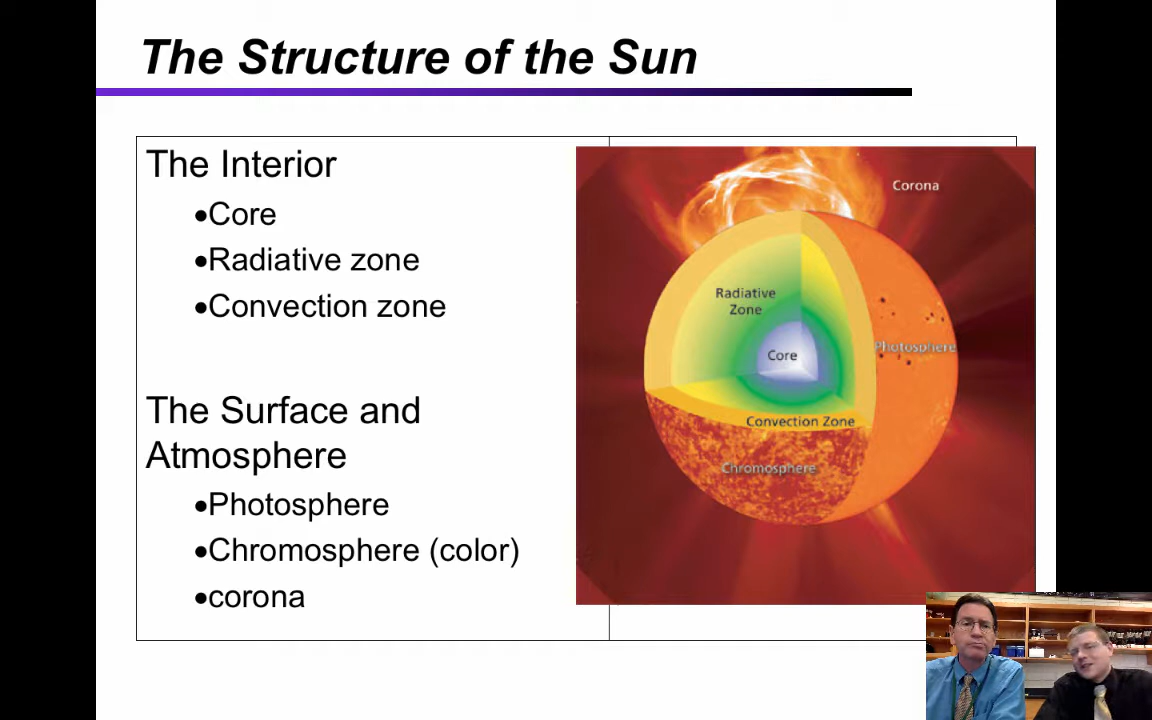 The Structure of the Sun
The Interior
•Core
•Radiative zone
•Convection zone
The Surface and
Atmosphere
•Photosphere
•Chromosphere (color)
•corona
Corona
Radiative
Zone
Core
Photosphere
Convection Zone
Chromosphere